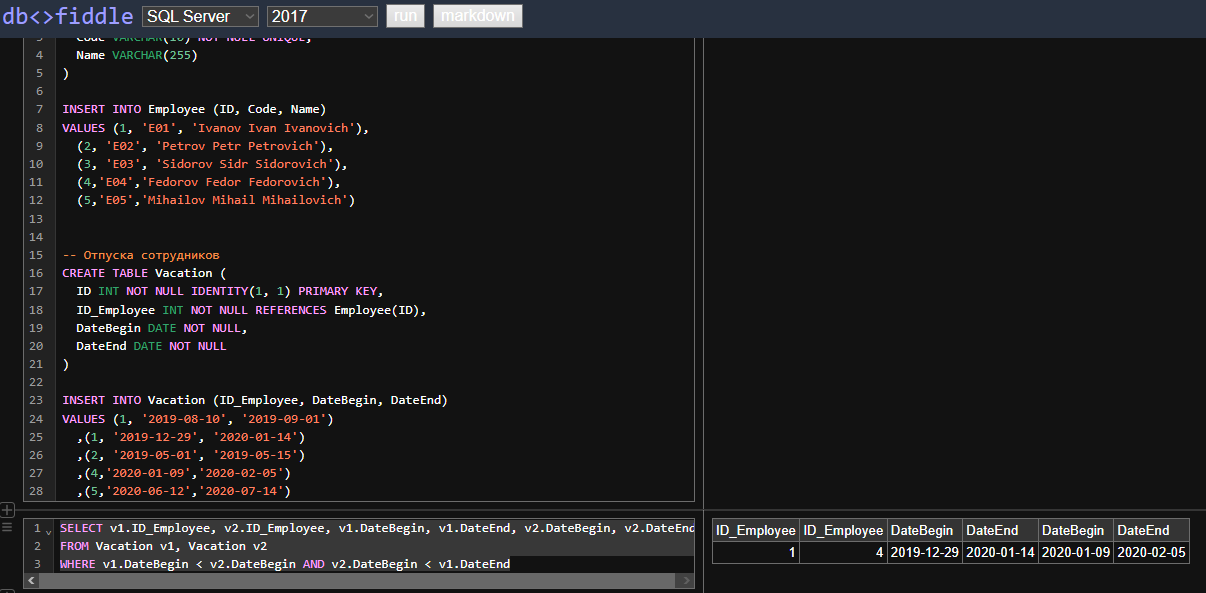 db<>fiddle SQL Server 2017 run markdown
3 Code VARCHAR(10) NOT NULL UNIQUE,
4 Name VARCHAR(255)
5 )
6
7 INSERT INTO Employee (ID, Code, Name)
8 VALUES (1, 'E01', 'Ivanov Ivan Ivanovich'),
9 (2, 'E02', 'Petrov Petr Petrovich'),
10 (3, 'E03', 'Sidorov Sidr Sidorovich'),
11 (4,'E04','Fedorov Fedor Fedorovich'),
12 (5,'E05','Mihailov Mihail Mihailovich')
13
14
15 -- Отпуска сотрудников
16 CREATE TABLE Vacation (
17 ID INT NOT NULL IDENTITY(1, 1) PRIMARY KEY,
18 ID_Employee INT NOT NULL REFERENCES Employee(ID),
19 DateBegin DATE NOT NULL,
20 DateEnd DATE NOT NULL
21 )
22
23 INSERT INTO Vacation (ID_Employee, DateBegin, DateEnd)
24 VALUES (1, '2019-08-10', '2019-09-01')
25 ,(1, '2019-12-29', '2020-01-14')
26 ,(2, '2019-05-01', '2019-05-15')
27 ,(4,'2020-01-09','2020-02-05')
28 ,(5,'2020-06-12','2020-07-14')
1 SELECT v1.ID_Employee, v2.ID_Employee, v1.DateBegin, v1.DateEnd, v2.DateBegin, v2.DateEnd
2 FROM Vacation v1, Vacation v2
3 WHERE v1.DateBegin < v2.DateBegin AND v2.DateBegin < v1.DateEnd
ID_Employee ID_Employee DateBegin DateEnd DateBegin DateEnd
1 4 2019-12-29 2020-01-14 2020-01-09 2020-02-05